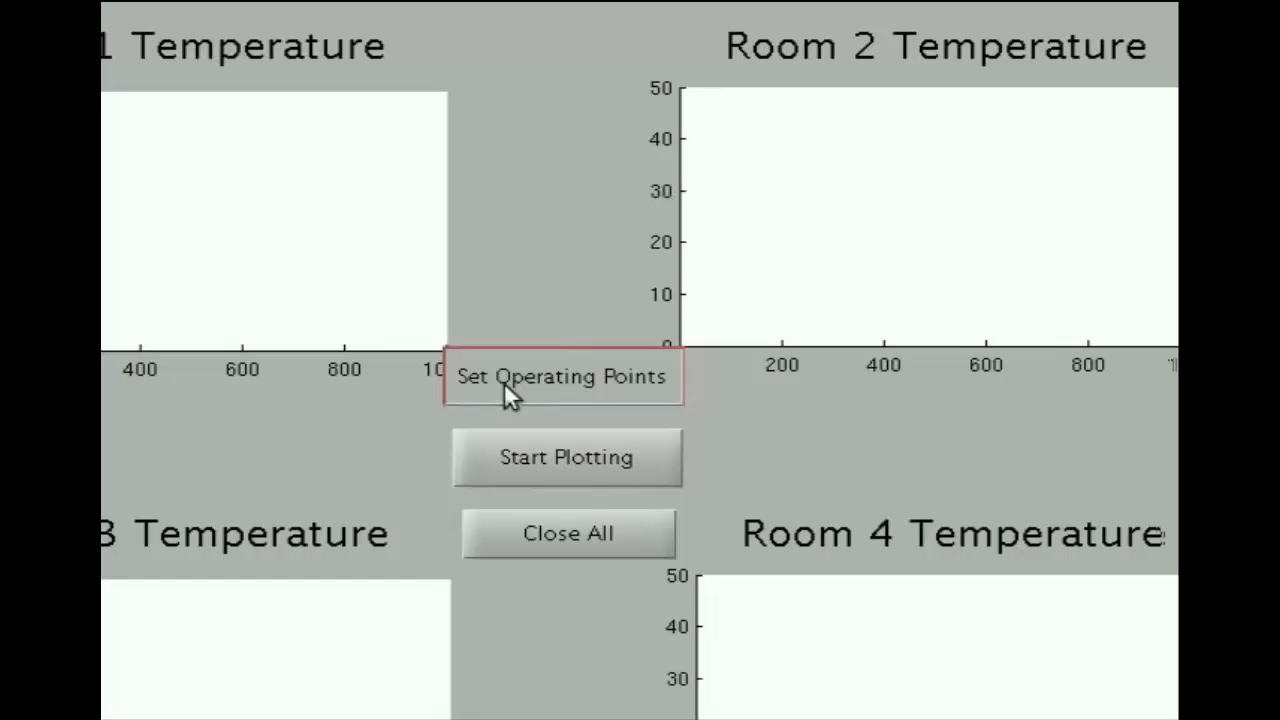 1 Temperature
Room 2 Temperature
50
40
30
20
10
0
400 600 800 10
200 400 600 800
Set Operating Points
Start Plotting
Close All
3 Temperature
Room 4 Temperature
50
40
30